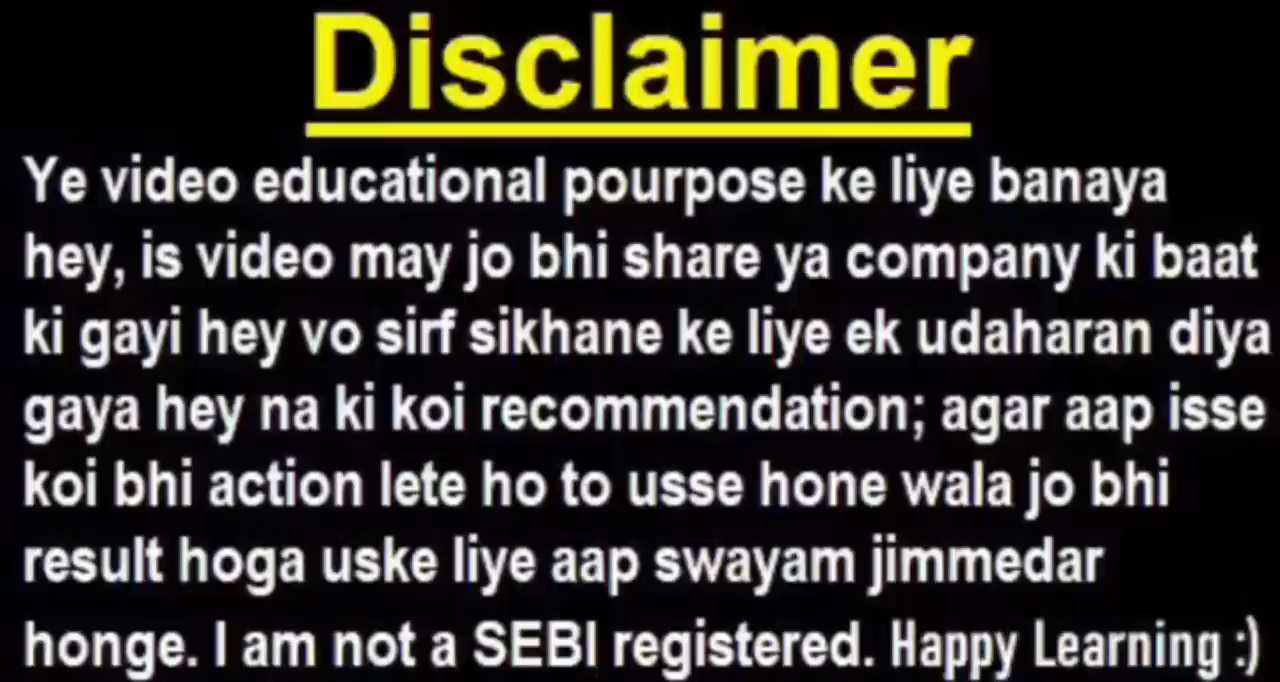 Disclaimer
Ye video educational pourpose ke liye banaya
hey, is video may jo bhi share ya company ki baat
ki gayi hey vo sirf sikhane ke liye ek udaharan diya
gaya hey na ki koi recommendation; agar aap isse
koi bhi action lete ho to usse hone wala jo bhi
result hoga uske liye aap swayam jimmedar
honge. I am not a SEBI registered. Happy Learning :)